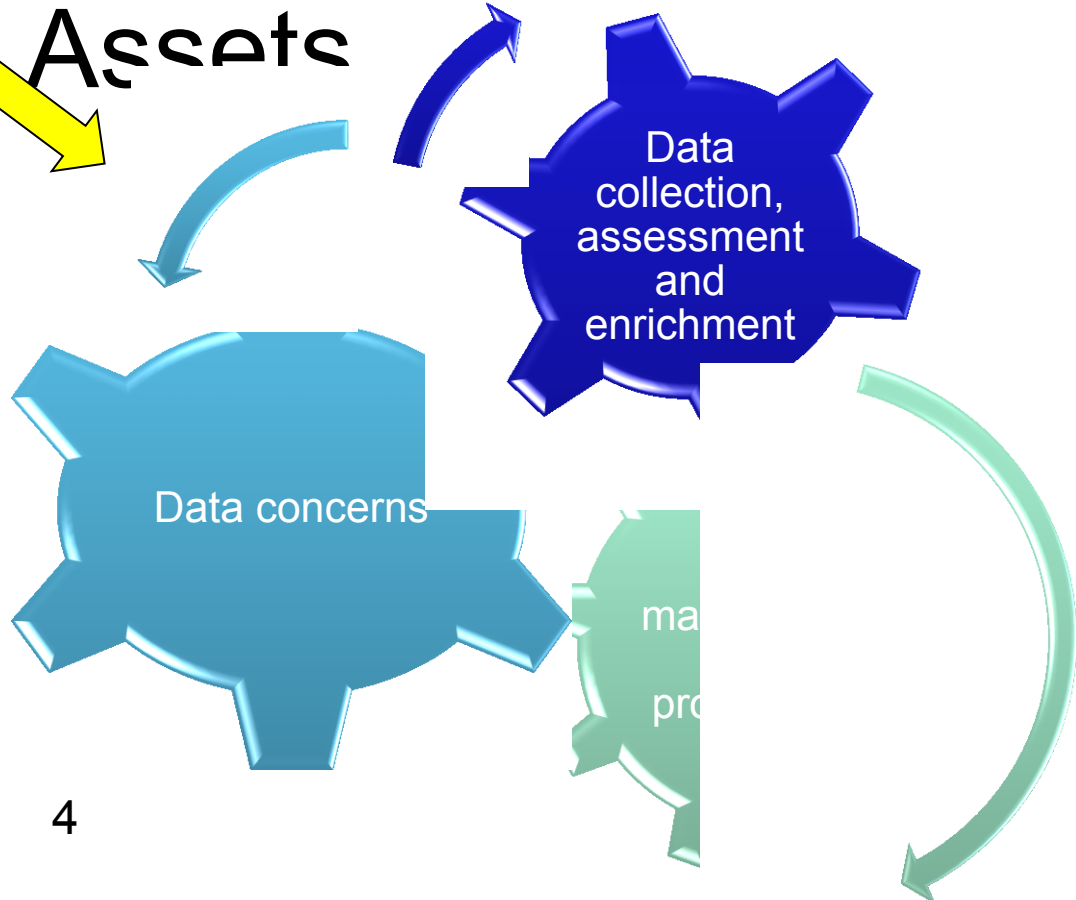 Assets
Data
collection,
assessment
and
enrichment
Data concerns
4